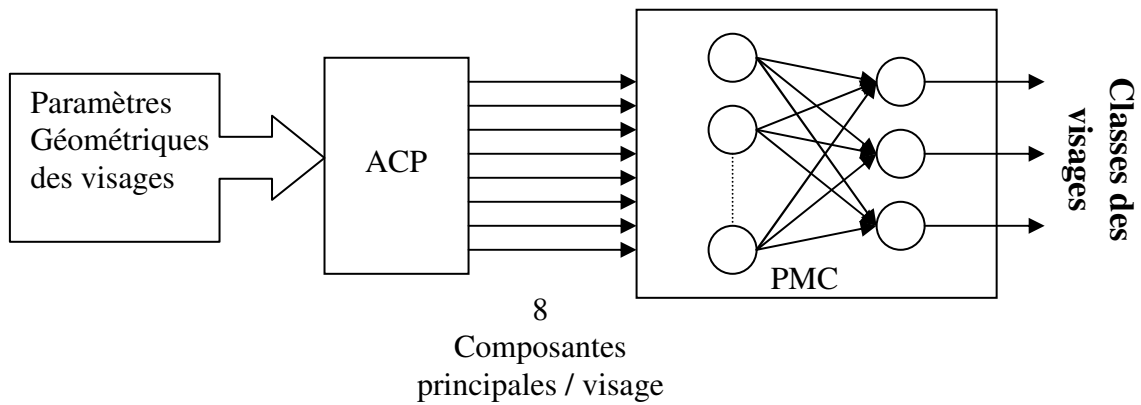 Paramètres
Géométriques
des visages
ACP
8
Composantes
principales / visage
PMC
Classes des
visages